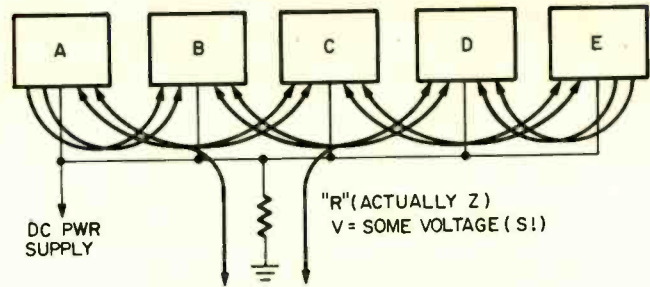 A
B
C
D
E
"R"(ACTUALLY Z)
V = SOME VOLTAGE(S!)
DC PWR
SUPPLY